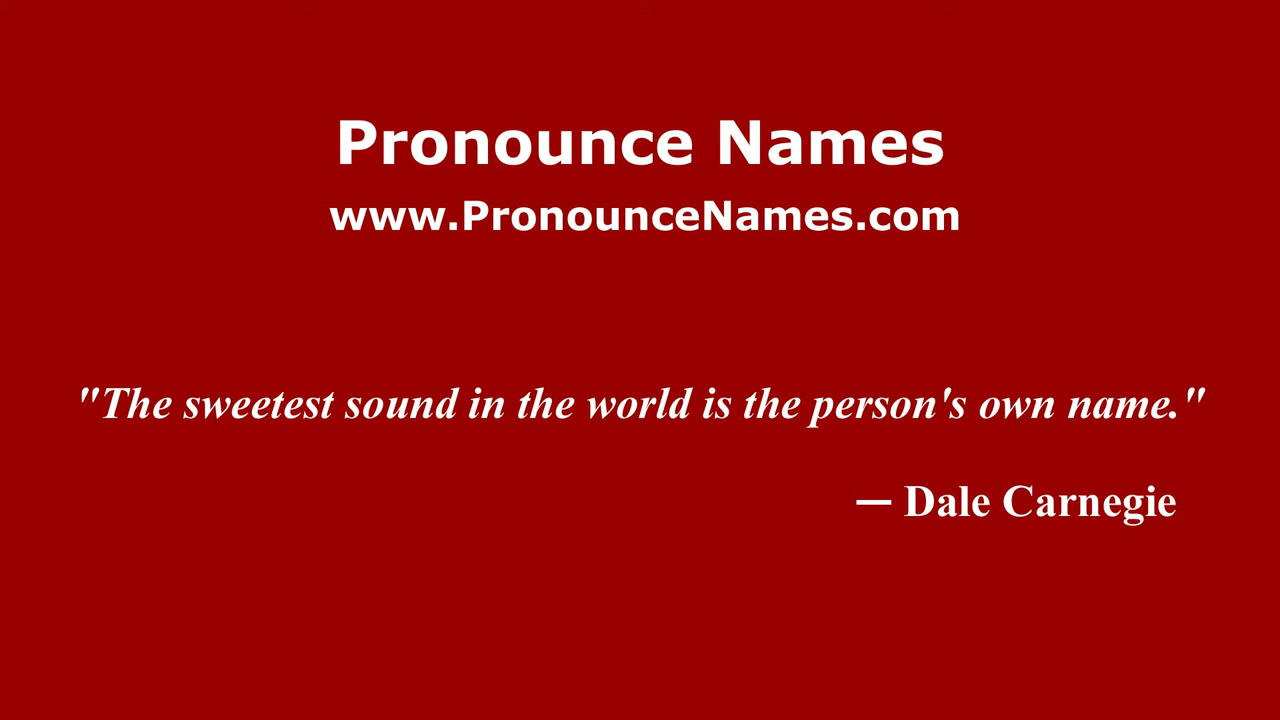 Pronounce Names
www.PronounceNames.com
"The sweetest sound in the world is the person's own name."
— Dale Carnegie